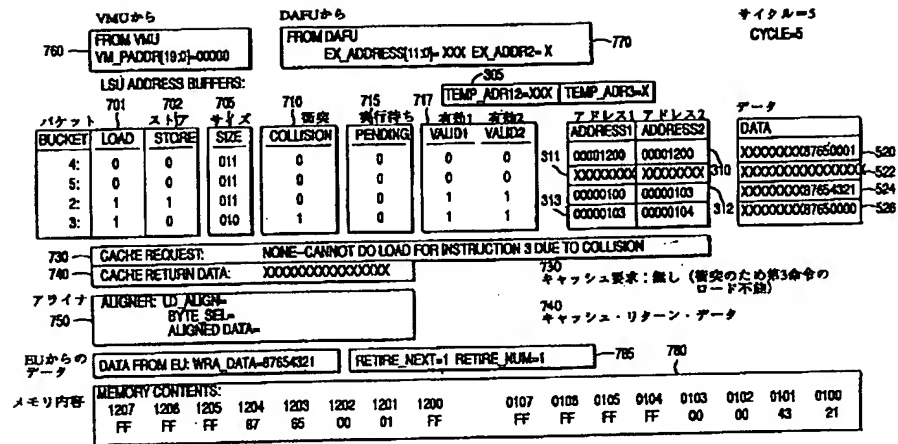 VMUから
DAFUから
サイクル=5
CYCLE=5
760
FROM VMU
VM_PADDR[19:0]=00000
FROM DAFU
EX_ADDRESS[11:0]= XXX EX_ADDR2= X
770
LSU ADDRESS BUFFERS:
305
TEMP_ADR12=XXX TEMP_ADR3=X
701 702 705 710 715 717
バケット ストア サイズ 衝突 実行待ち 有効1 有効2 アドレス1 アドレス2 データ
BUCKET LOAD STORE SIZE COLLISION PENDING VALID1 VALID2 ADDRESS1 ADDRESS2 DATA
4: 0 0 011 0 0 0 0 311 00001200 00001200 XXXXXXXX87650001 520
5: 0 0 011 0 0 0 0 XXXXXXXX XXXXXXXX 310 XXXXXXXXXXXXXXXX 522
2: 1 1 011 0 0 1 1 313 00000100 00000103 XXXXXXXX87654321 524
3: 1 0 010 0 0 1 1 00000103 00000104 312 XXXXXXXX87650000 526
730 CACHE REQUEST: NONE-CANNOT DO LOAD FOR INSTRUCTION 3 DUE TO COLLISION
740 CACHE RETURN DATA: XXXXXXXXXXXXXXXX
730
キャッシュ要求:無し (衝突のため第3命令の
ロード不能)
740
キャッシュ・リターン・データ
アライナ
750
ALIGNER: LD_ALIGN=
BYTE_SEL=
ALIGNED DATA=
EUからの
データ
DATA FROM EU: WRA_DATA=87654321
RETIRE_NEXT=1 RETIRE_NUM=1
785
780
メモリ内容
MEMORY CONTENTS:
1207 1206 1205 1204 1203 1202 1201 1200 0107 0106 0105 0104 0103 0102 0101 0100
FF FF FF 87 65 00 01 FF FF FF FF FF 00 00 43 21